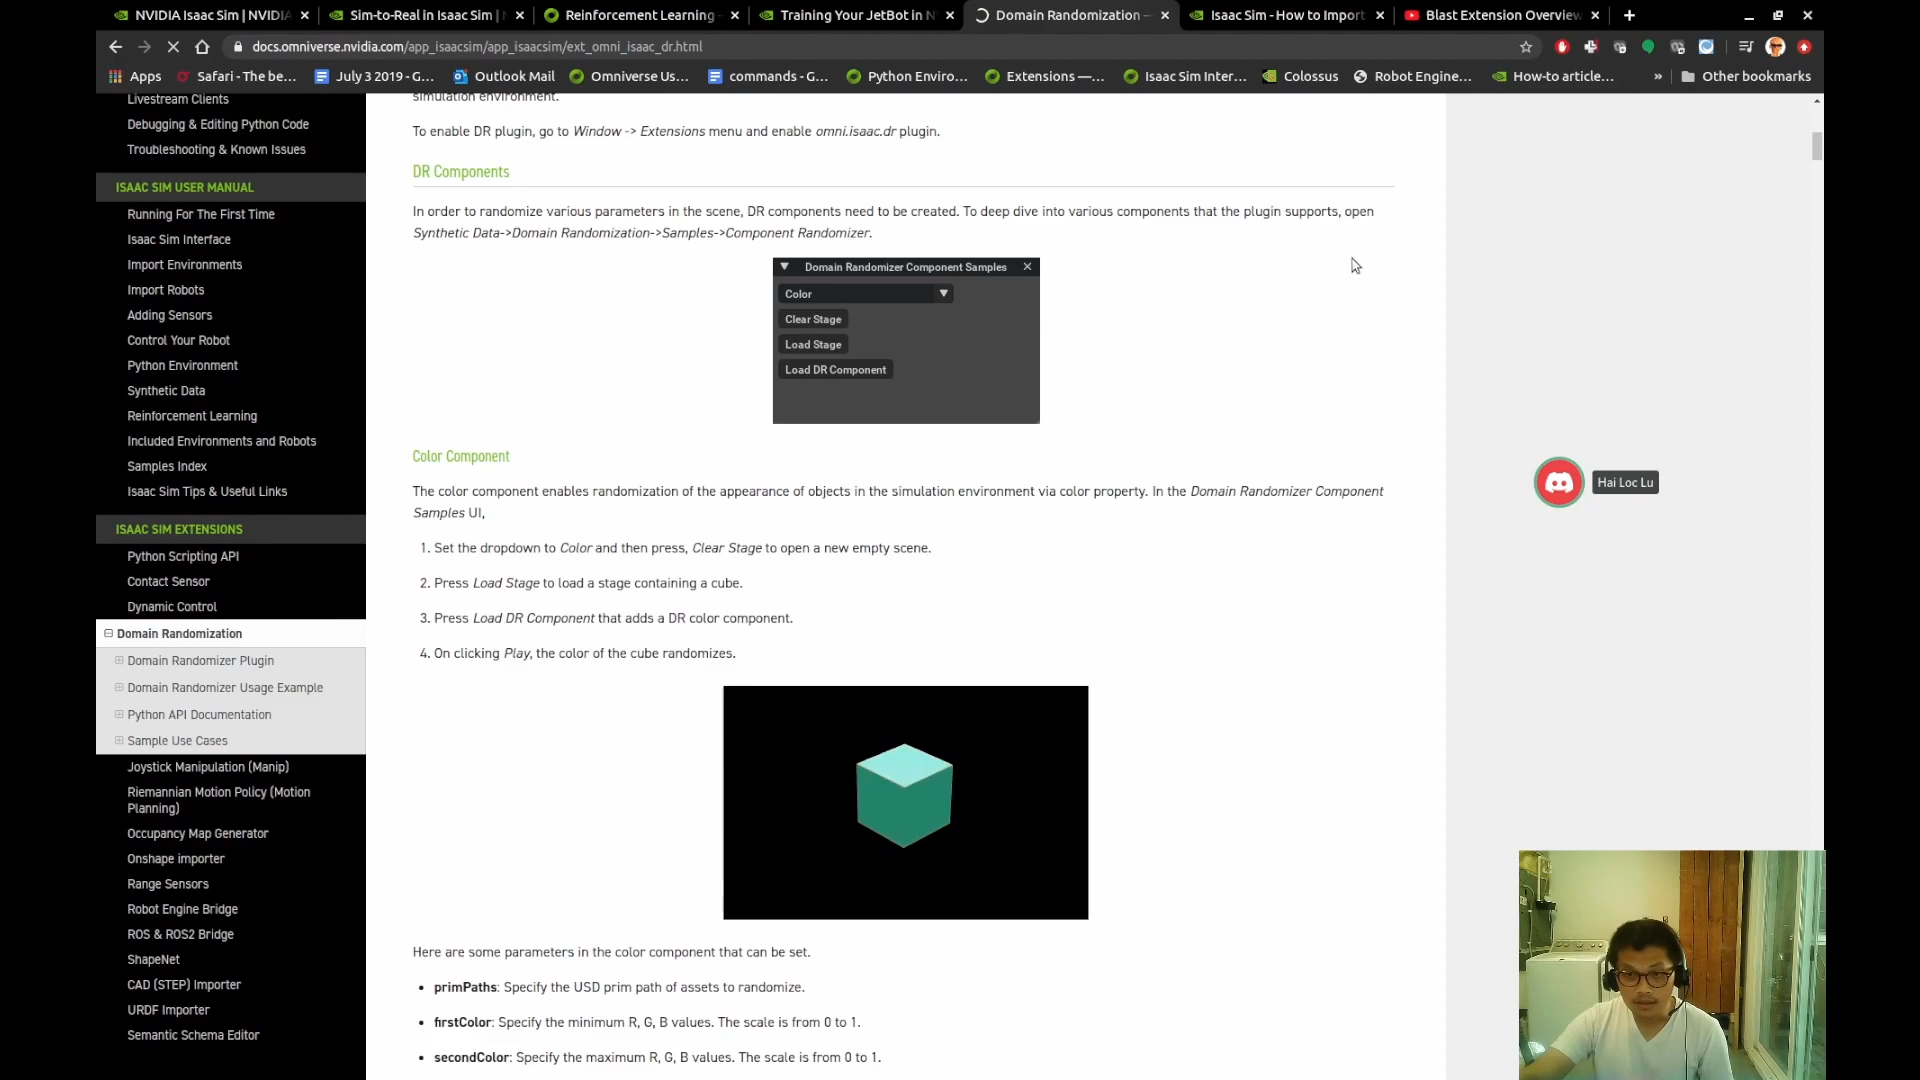 NVIDIA Isaac Sim | NVIDIA
Sim-to-Real in Isaac Sim |
Reinforcement Learning
Training Your JetBot in N
Domain Randomization —
Isaac Sim - How to Import
Blast Extension Overview
docs.omniverse.nvidia.com/app_isaacsim/app_isaacsim/ext_omni_isaac_dr.html
Apps
Safari - The be...
July 3 2019 - G...
Outlook Mail
Omniverse Us...
commands - G...
Python Enviro...
Extensions —...
Isaac Sim Inter...
Colossus
Robot Engine...
How-to article...
»
Other bookmarks
Livestream Clients
Debugging & Editing Python Code
Troubleshooting & Known Issues
ISAAC SIM USER MANUAL
Running For The First Time
Isaac Sim Interface
Import Environments
Import Robots
Adding Sensors
Control Your Robot
Python Environment
Synthetic Data
Reinforcement Learning
Included Environments and Robots
Samples Index
Isaac Sim Tips & Useful Links
ISAAC SIM EXTENSIONS
Python Scripting API
Contact Sensor
Dynamic Control
Domain Randomization
Domain Randomizer Plugin
Domain Randomizer Usage Example
Python API Documentation
Sample Use Cases
Joystick Manipulation (Manip)
Riemannian Motion Policy (Motion
Planning)
Occupancy Map Generator
Onshape importer
Range Sensors
Robot Engine Bridge
ROS & ROS2 Bridge
ShapeNet
CAD (STEP) Importer
URDF Importer
Semantic Schema Editor
simulation environment.
To enable DR plugin, go to Window -> Extensions menu and enable omni.isaac.dr plugin.
DR Components
In order to randomize various parameters in the scene, DR components need to be created. To deep dive into various components that the plugin supports, open
Synthetic Data->Domain Randomization->Samples->Component Randomizer.
Domain Randomizer Component Samples
Color
Clear Stage
Load Stage
Load DR Component
Color Component
The color component enables randomization of the appearance of objects in the simulation environment via color property. In the Domain Randomizer Component
Samples UI,
1. Set the dropdown to Color and then press, Clear Stage to open a new empty scene.
2. Press Load Stage to load a stage containing a cube.
3. Press Load DR Component that adds a DR color component.
4. On clicking Play, the color of the cube randomizes.
Here are some parameters in the color component that can be set.
• primPaths: Specify the USD prim path of assets to randomize.
• firstColor: Specify the minimum R, G, B values. The scale is from 0 to 1.
• secondColor: Specify the maximum R, G, B values. The scale is from 0 to 1.
Hai Loc Lu